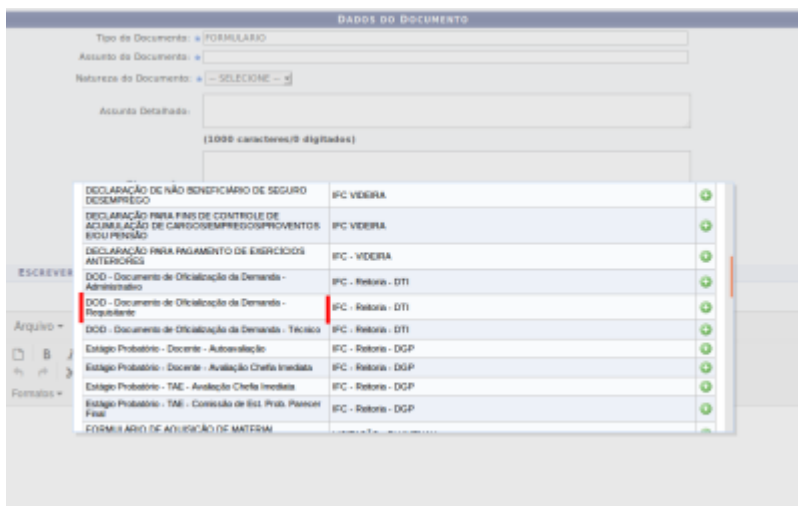 DADOS DO DOCUMENTO
Tipo do Documento: FORMULARIO
Assunto do Documento:
Natureza do Documento: -- SELECIONE --
Assunto Detalhado:
(1000 caracteres/0 digitados)
DECLARAÇÃO DE NÃO BENEFICIÁRIO DE SEGURO DESEMPREGO IFC VIDEIRA
DECLARAÇÃO PARA FINS DE CONTROLE DE ACUMULAÇÃO DE CARGOS/EMPREGOS/PROVENTOS E/OU PENSÃO IFC VIDEIRA
DECLARAÇÃO PARA PAGAMENTO DE EXERCÍCIOS ANTERIORES IFC - VIDEIRA
DOD - Documento de Oficialização da Demanda - Administrativo IFC - Reitoria - DTI
DOD - Documento de Oficialização da Demanda - Requisitante IFC - Reitoria - DTI
DOD - Documento de Oficialização da Demanda - Técnico IFC - Reitoria - DTI
Estágio Probatório - Docente - Autoavaliação IFC - Reitoria - DGP
Estágio Probatório - Docente - Avaliação Chefia Imediata IFC - Reitoria - DGP
Estágio Probatório - TAE - Avaliação Chefia Imediata IFC - Reitoria - DGP
Estágio Probatório - TAE - Comissão de Est. Prob. Parecer Final IFC - Reitoria - DGP
FORMULÁRIO DE AQUISIÇÃO DE MATERIAL
ESCREVER
Arquivo
B
Formatos